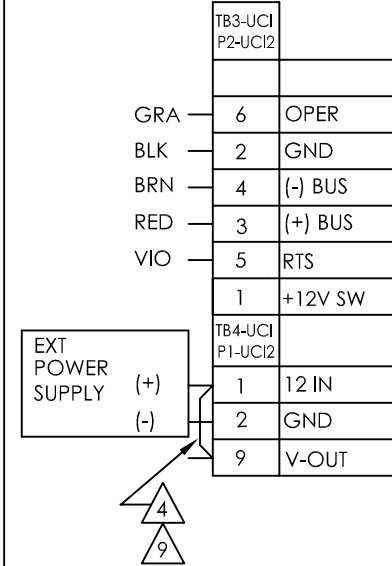 TB3-UCI
P2-UCI2
GRA 6 OPER
BLK 2 GND
BRN 4 (-) BUS
RED 3 (+) BUS
VIO 5 RTS
1 +12V SW
TB4-UCI
P1-UCI2
EXT
POWER
SUPPLY
(+) 1 12 IN
(-) 2 GND
9 V-OUT
4
9